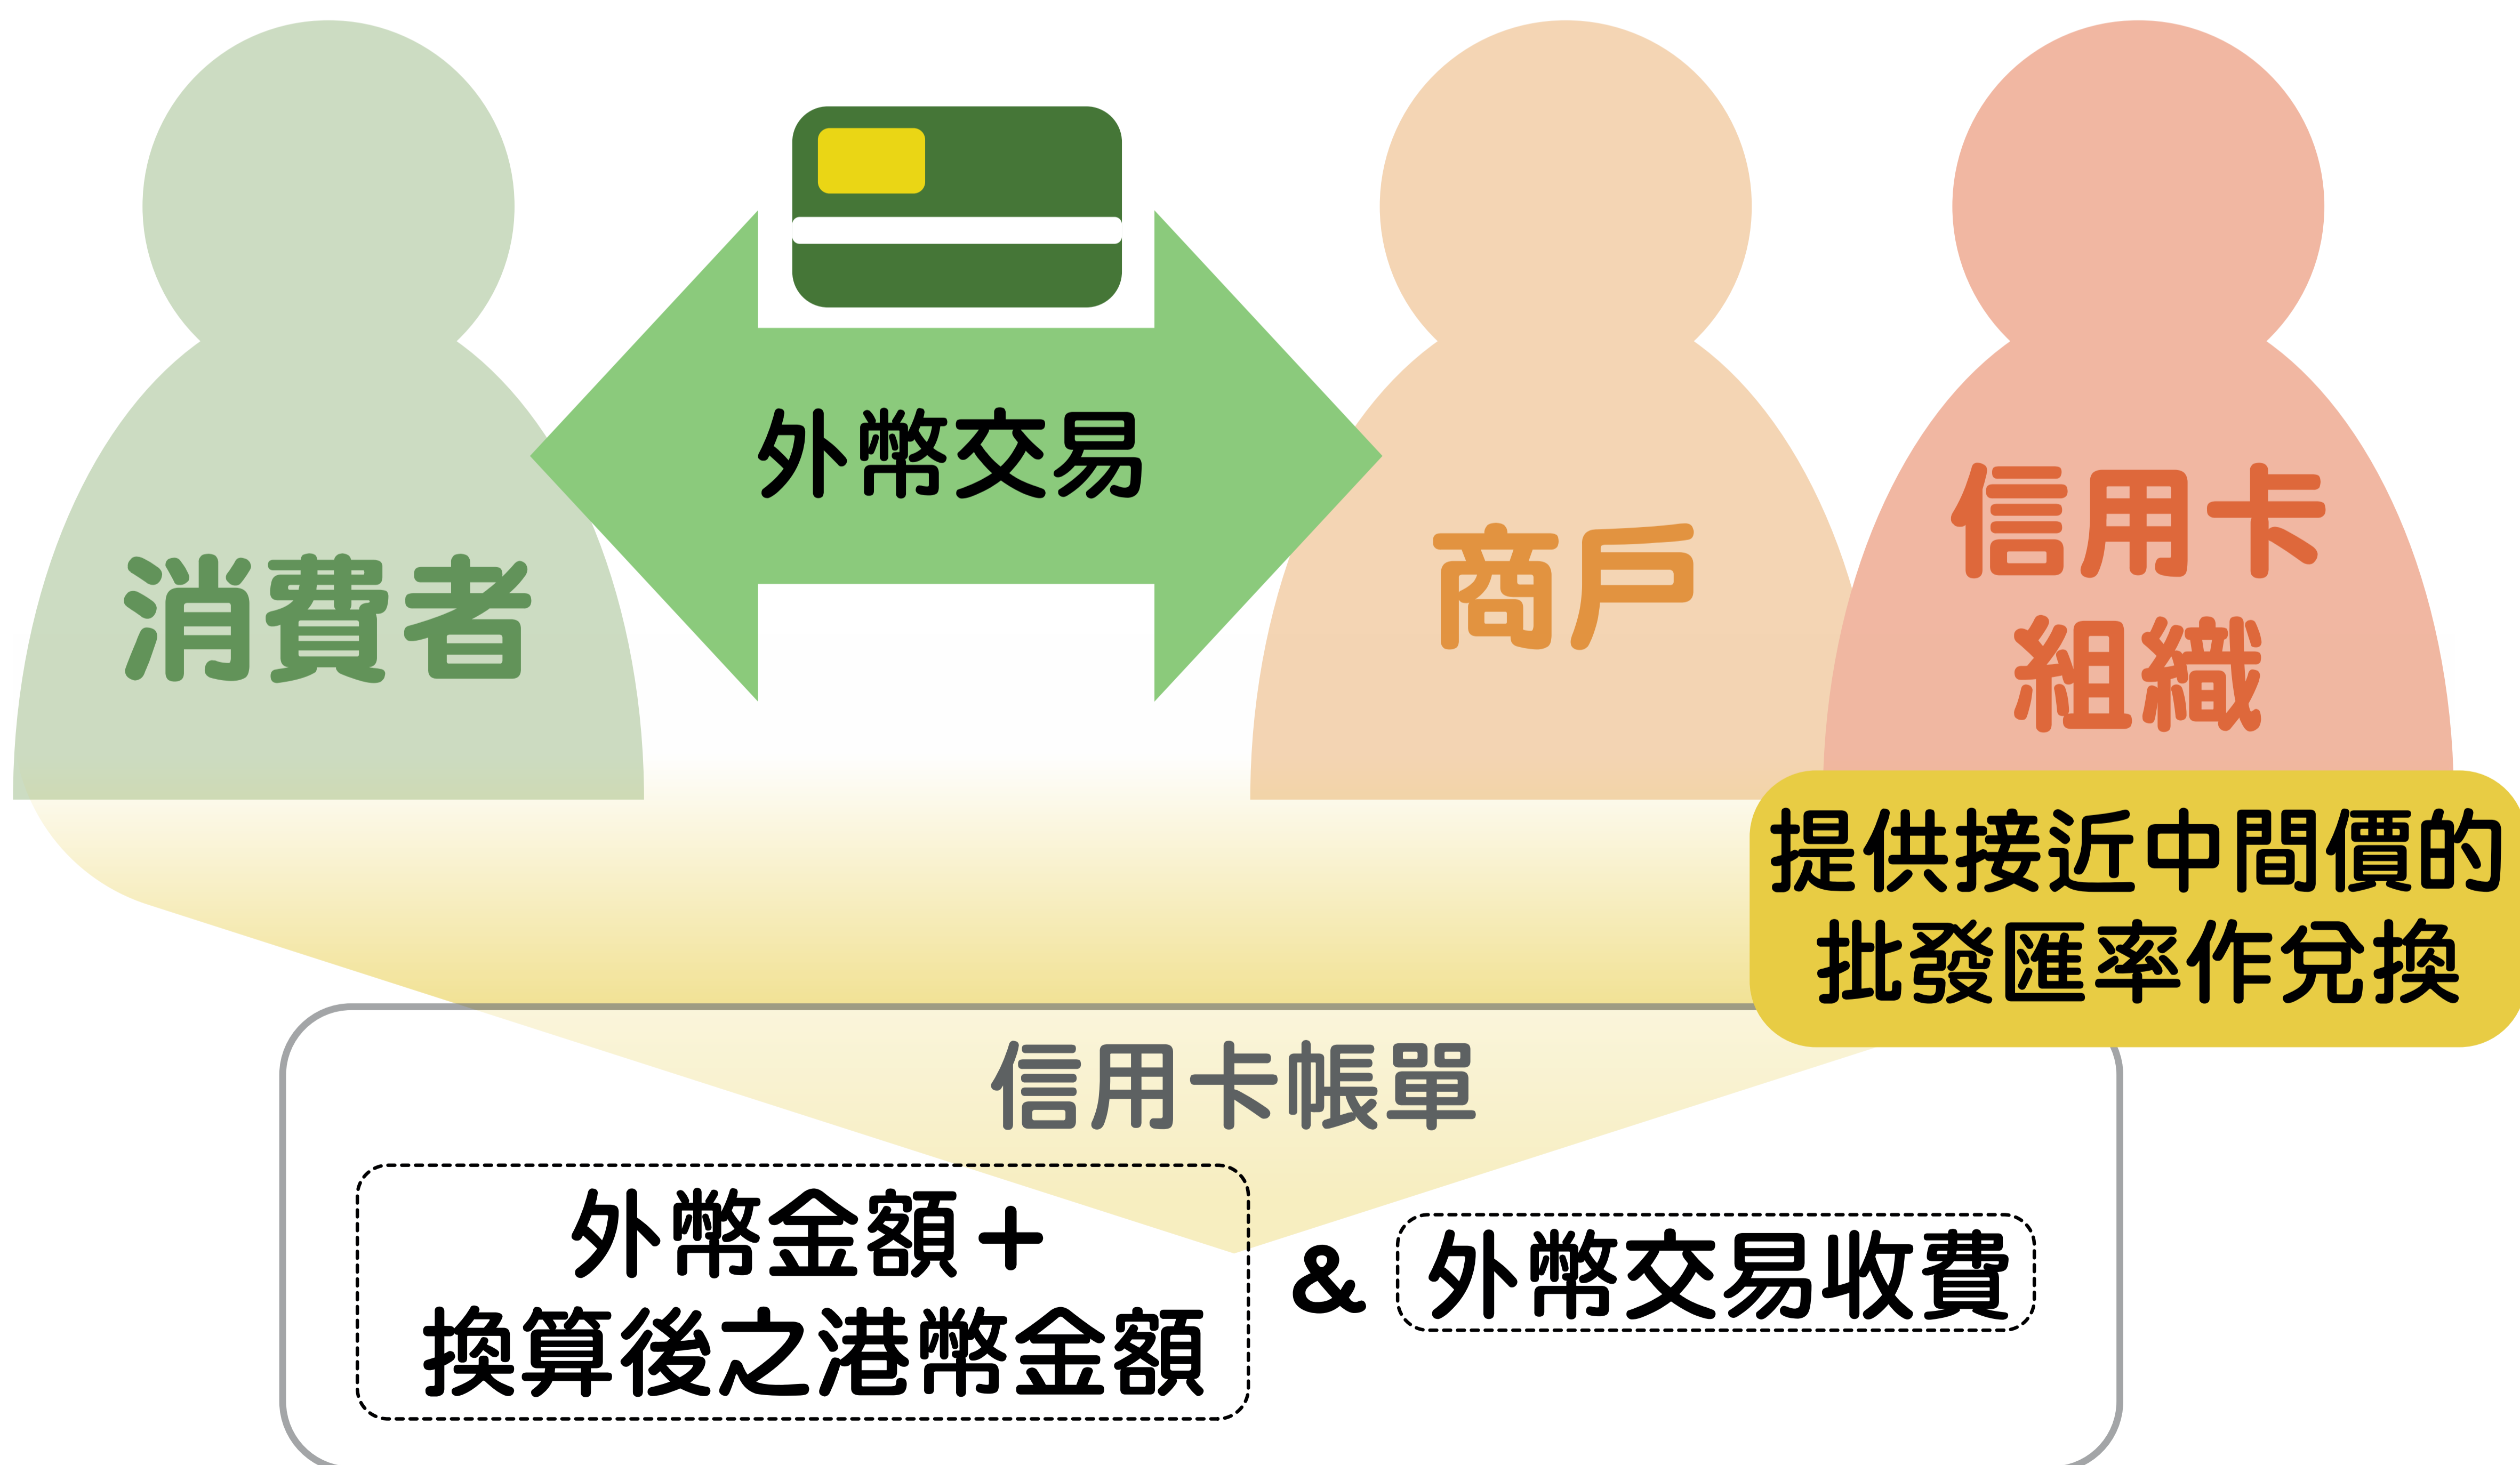 外幣交易
消費者
商戶
信用卡
組織
提供接近中間價的
批發匯率作兌換
信用卡帳單
外幣金額 +
換算後之港幣金額
&
外幣交易收費